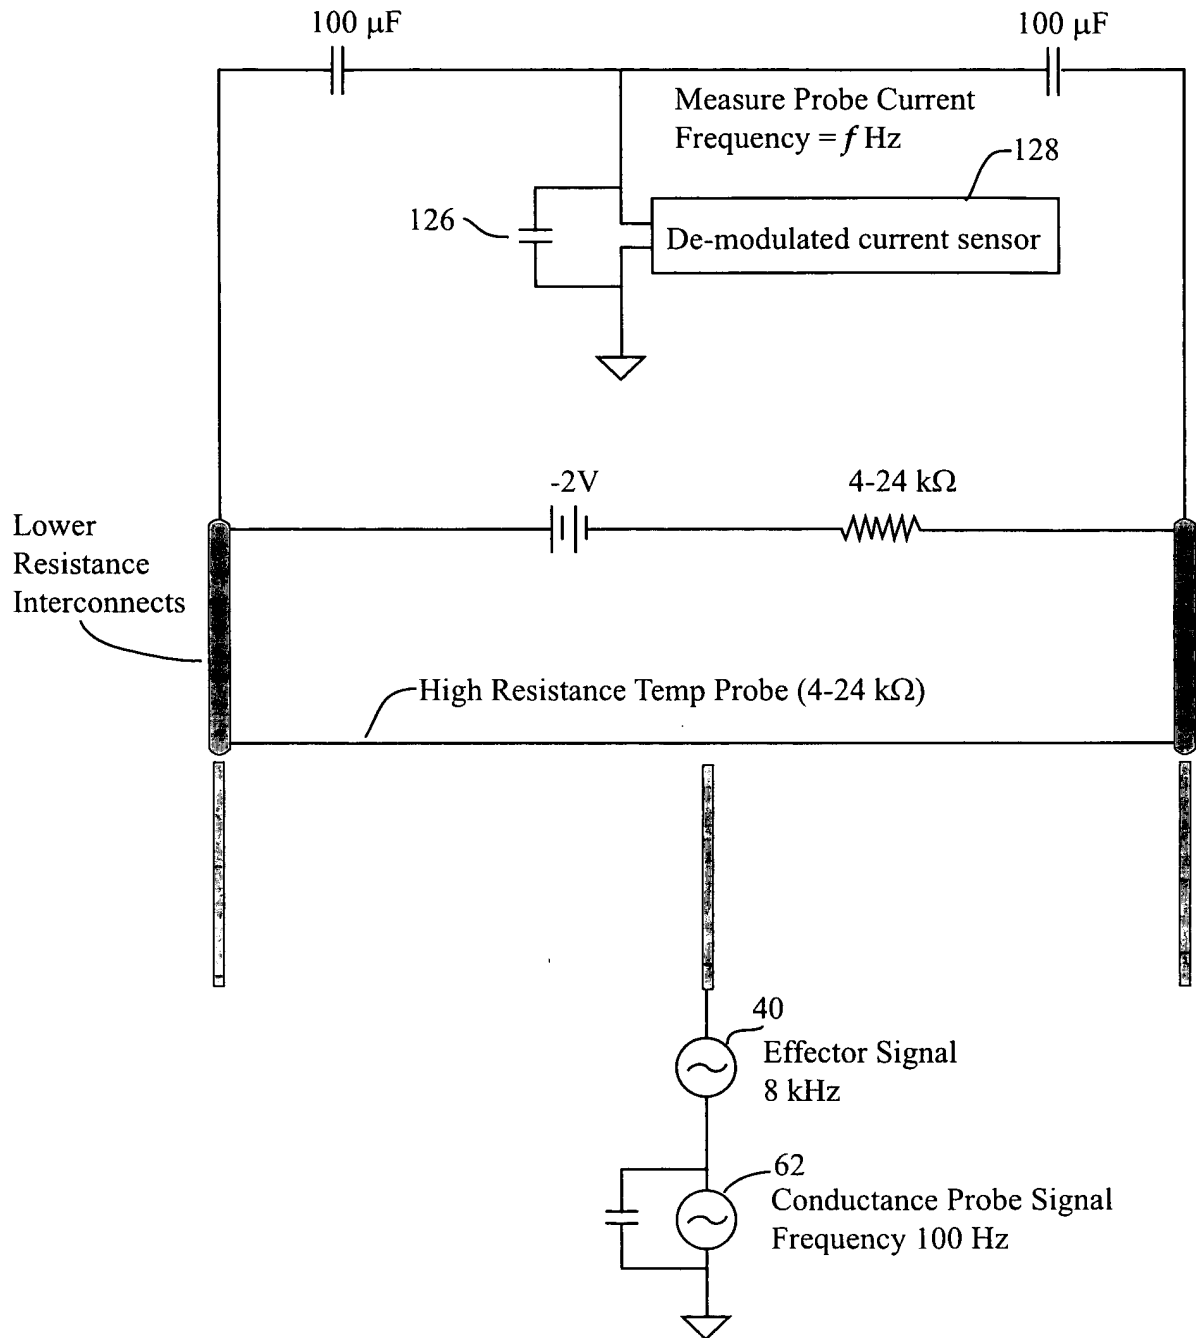 100 μF
100 μF
Measure Probe Current
Frequency = f Hz
128
126
De-modulated current sensor
-2V
4-24 kΩ
Lower
Resistance
Interconnects
High Resistance Temp Probe (4-24 kΩ)
40
Effector Signal
8 kHz
62
Conductance Probe Signal
Frequency 100 Hz